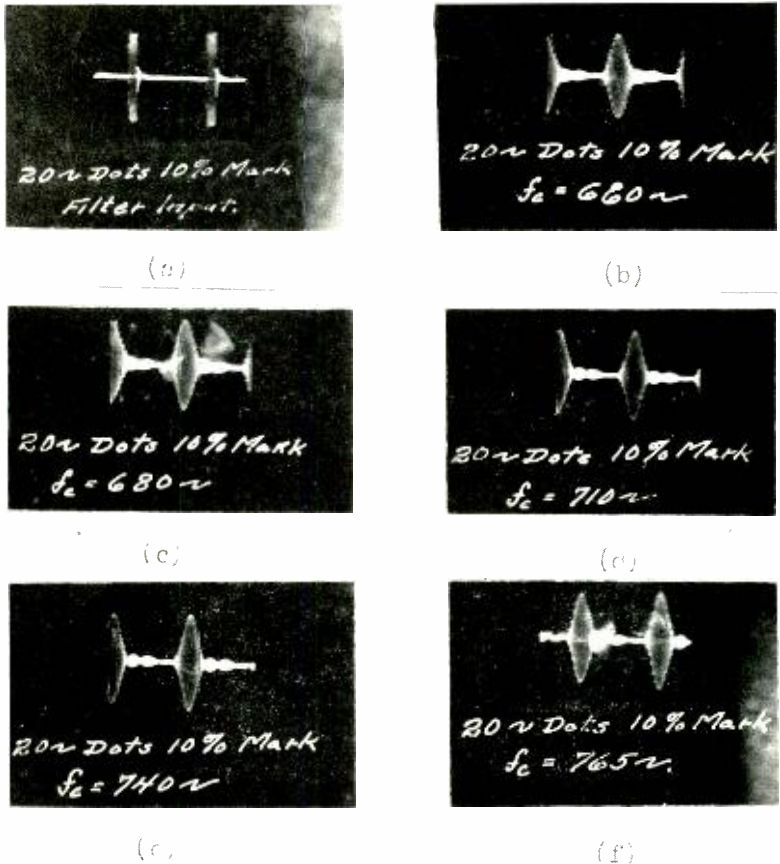 20~ Dots 10% Mark
Filter Input.
(a)
20~ Dots 10% Mark
fc = 660~
(b)
20~ Dots 10% Mark
fc = 680~
(c)
20~ Dots 10% Mark
fc = 710~
(d)
20~ Dots 10% Mark
fc = 740~
20~ Dots 10% Mark
fc = 765~.
(f)